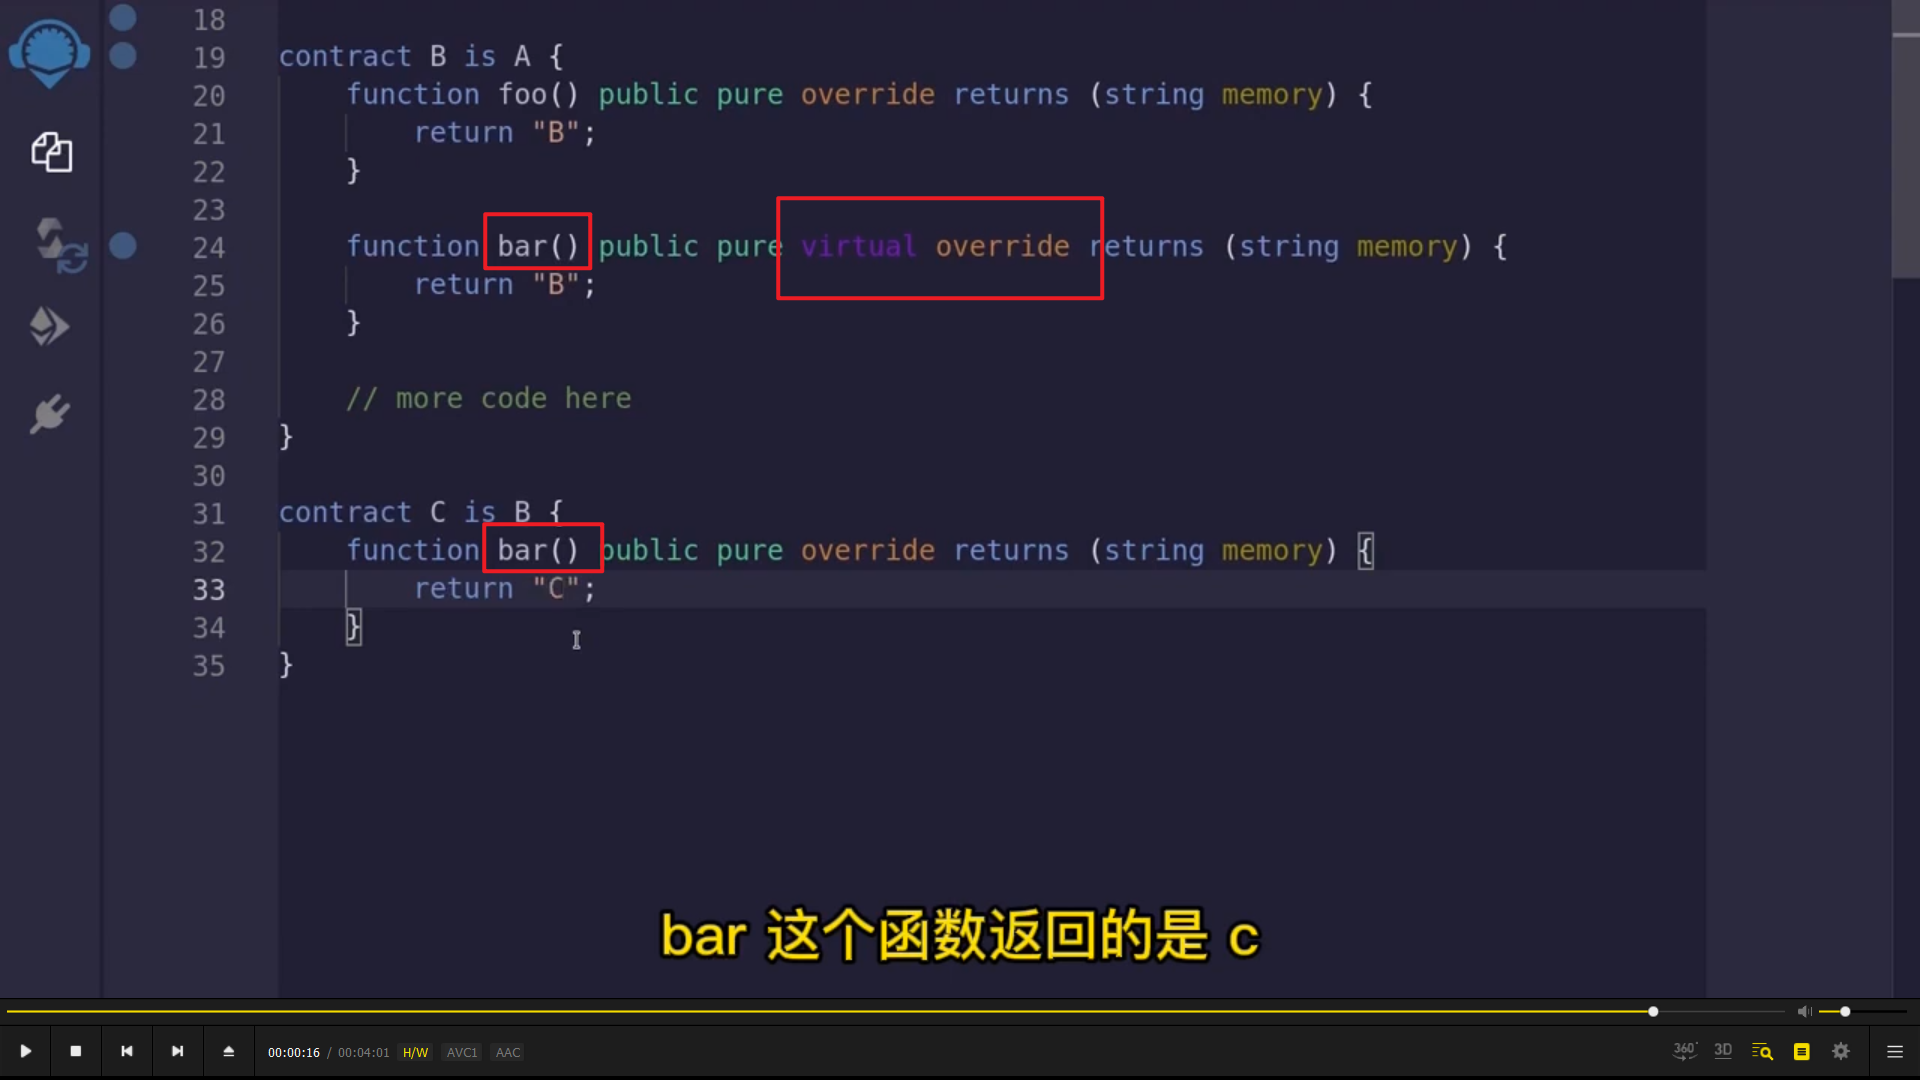 18
19 contract B is A {
20 function foo() public pure override returns (string memory) {
21 return "B";
22 }
23
24 function bar() public pure virtual override returns (string memory) {
25 return "B";
26 }
27
28 // more code here
29 }
30
31 contract C is B {
32 function bar() public pure override returns (string memory) {
33 return "C";
34 }
35 }
bar 这个函数返回的是 c
00:00:16 / 00:04:01 H/W AVC1 AAC 360° 3D